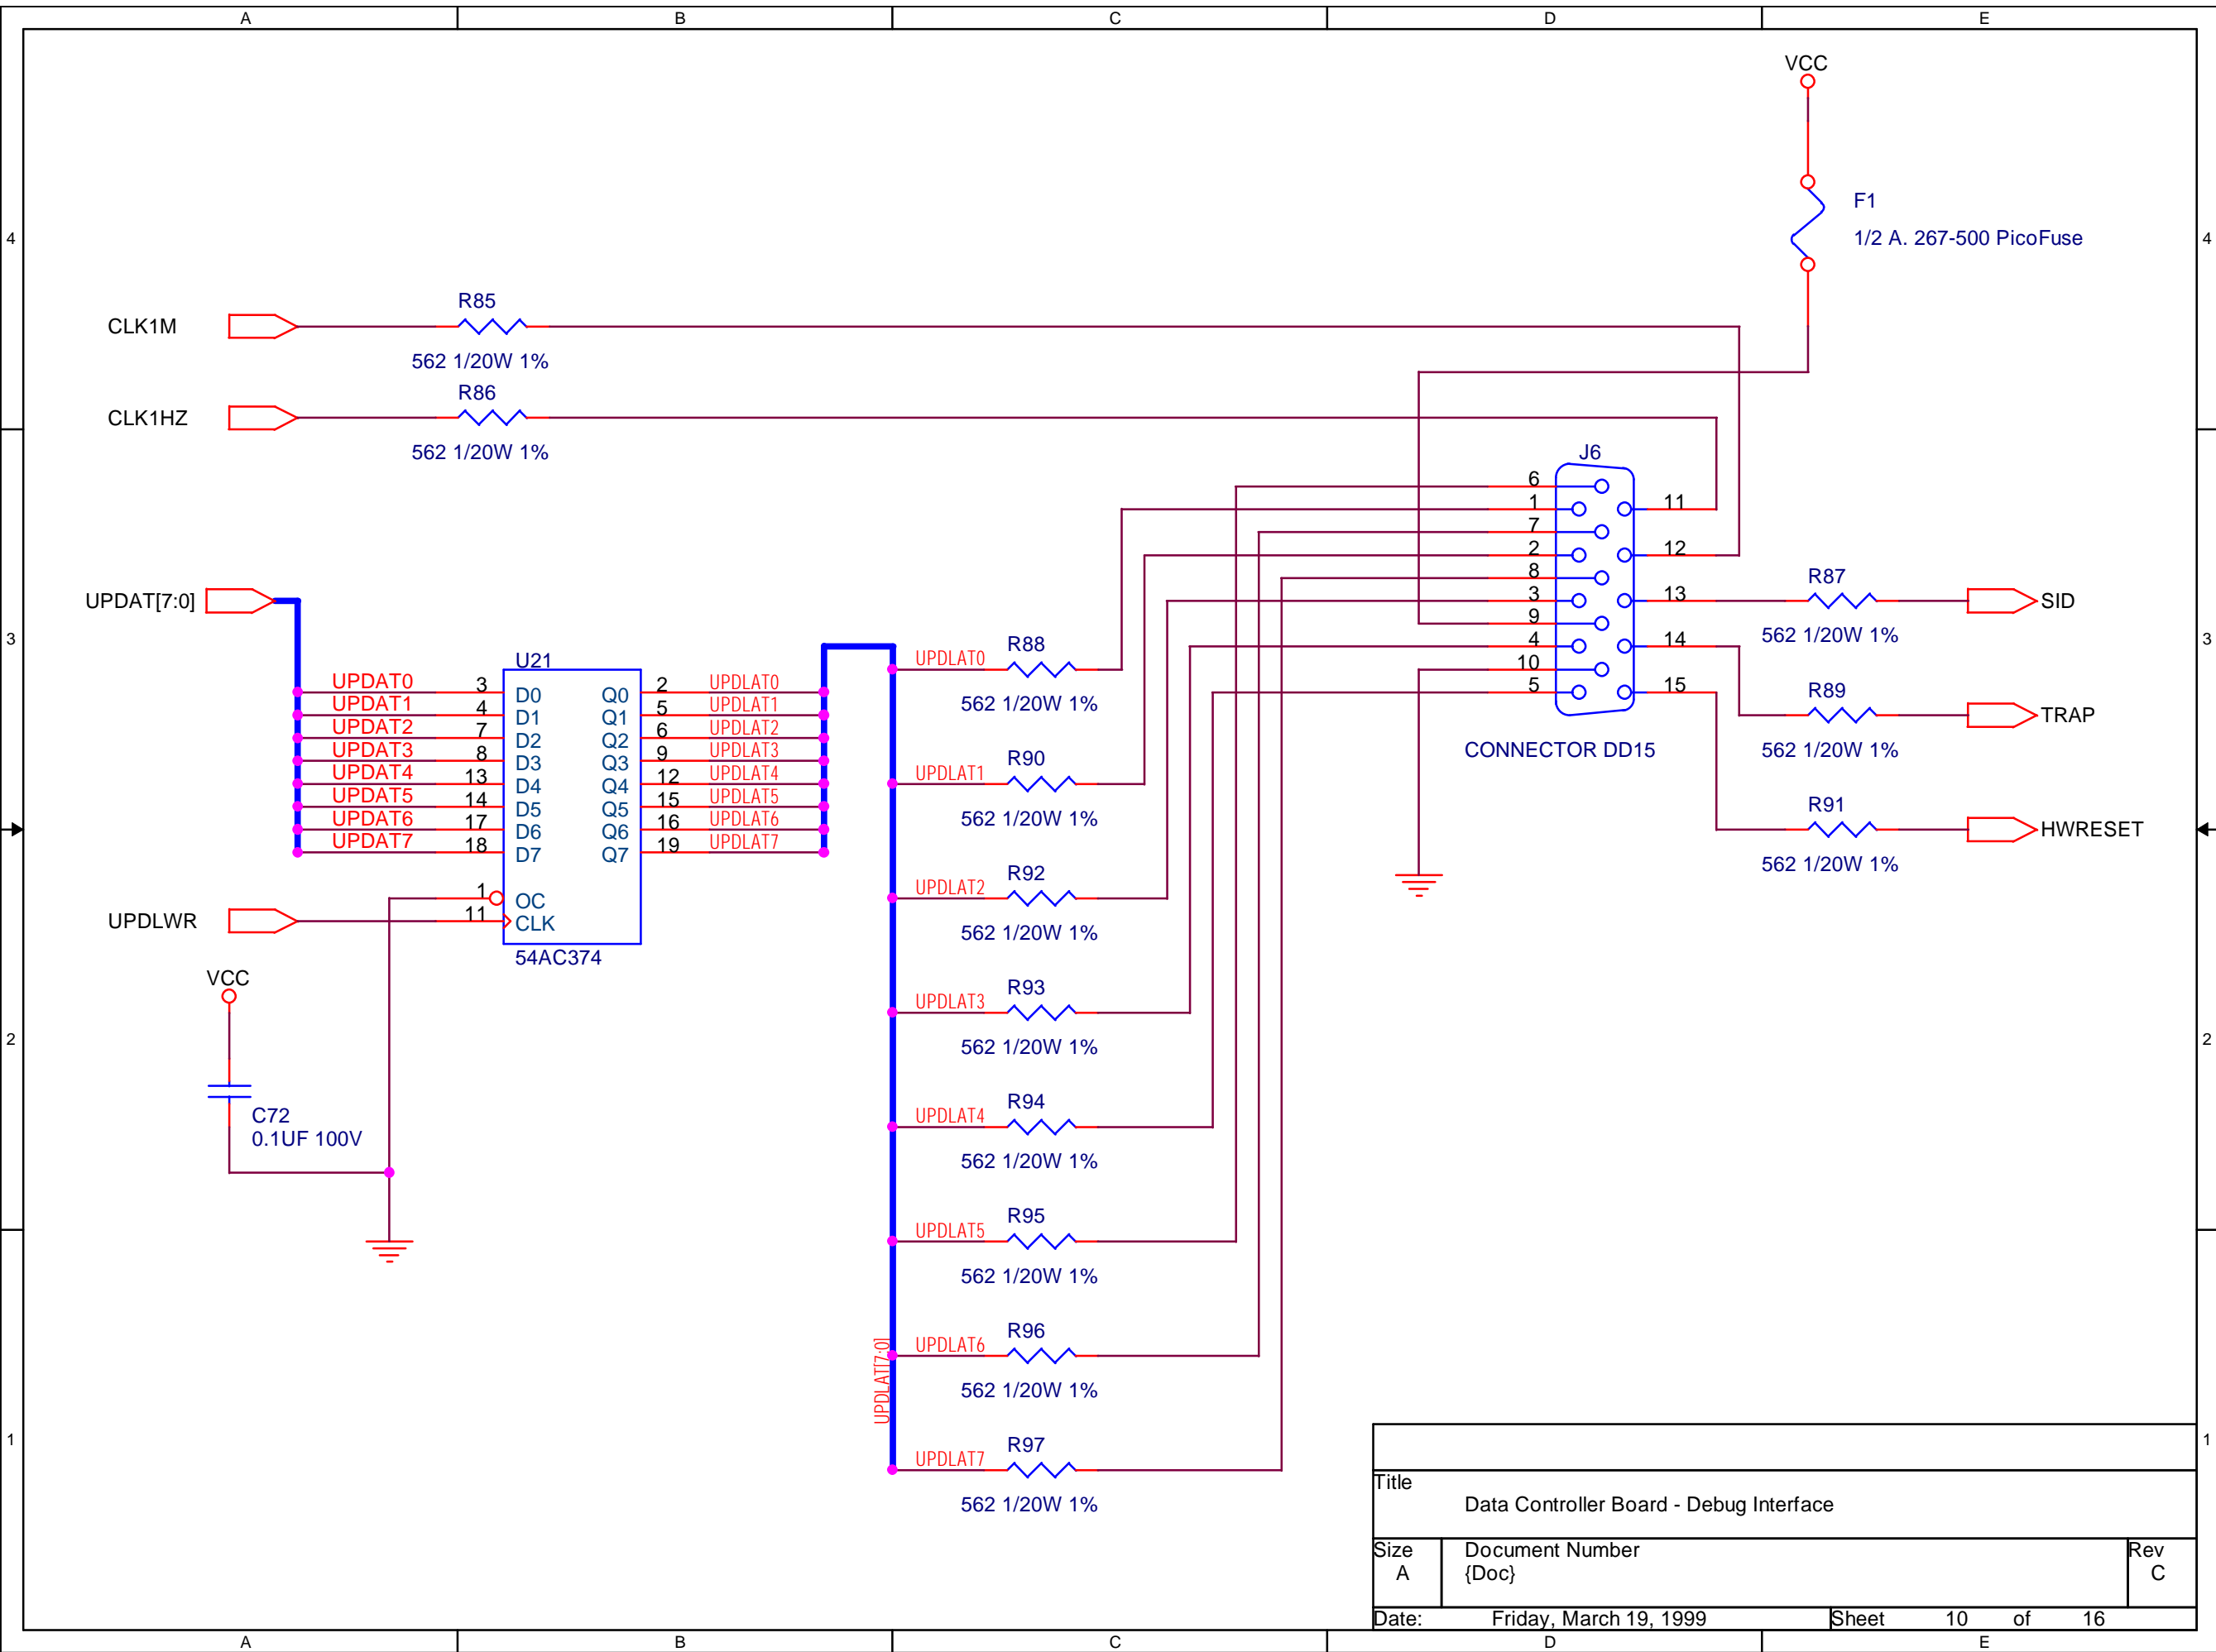 A B C D E
VCC
F1
4 1/2 A. 267-500 PicoFuse 4
R85
CLK1M
562 1/20W 1%
R86
CLK1HZ
562 1/20W 1%
J6
6
1 11
7
2 12
8
3 13
9
4 14
10
5 15
CONNECTOR DD15
R87
SID
562 1/20W 1%
R89
TRAP
562 1/20W 1%
R91
HWRESET
562 1/20W 1%
UPDAT[7:0]
3 3
U21
UPDAT0 3 D0 Q0 2 UPDLAT0
UPDAT1 4 D1 Q1 5 UPDLAT1
UPDAT2 7 D2 Q2 6 UPDLAT2
UPDAT3 8 D3 Q3 9 UPDLAT3
UPDAT4 13 D4 Q4 12 UPDLAT4
UPDAT5 14 D5 Q5 15 UPDLAT5
UPDAT6 17 D6 Q6 16 UPDLAT6
UPDAT7 18 D7 Q7 19 UPDLAT7
1 OC
UPDLWR 11 CLK
54AC374
VCC
C72
0.1UF 100V
2 2
UPDLAT0 R88
562 1/20W 1%
UPDLAT1 R90
562 1/20W 1%
UPDLAT2 R92
562 1/20W 1%
UPDLAT3 R93
562 1/20W 1%
UPDLAT4 R94
562 1/20W 1%
UPDLAT5 R95
562 1/20W 1%
UPDLAT6 R96
562 1/20W 1%
UPDLAT7 R97
562 1/20W 1%
UPDLAT[7:0]
1 1
Title
Data Controller Board - Debug Interface
Size Document Number Rev
A {Doc} C
Date: Friday, March 19, 1999 Sheet 10 of 16
A B C D E